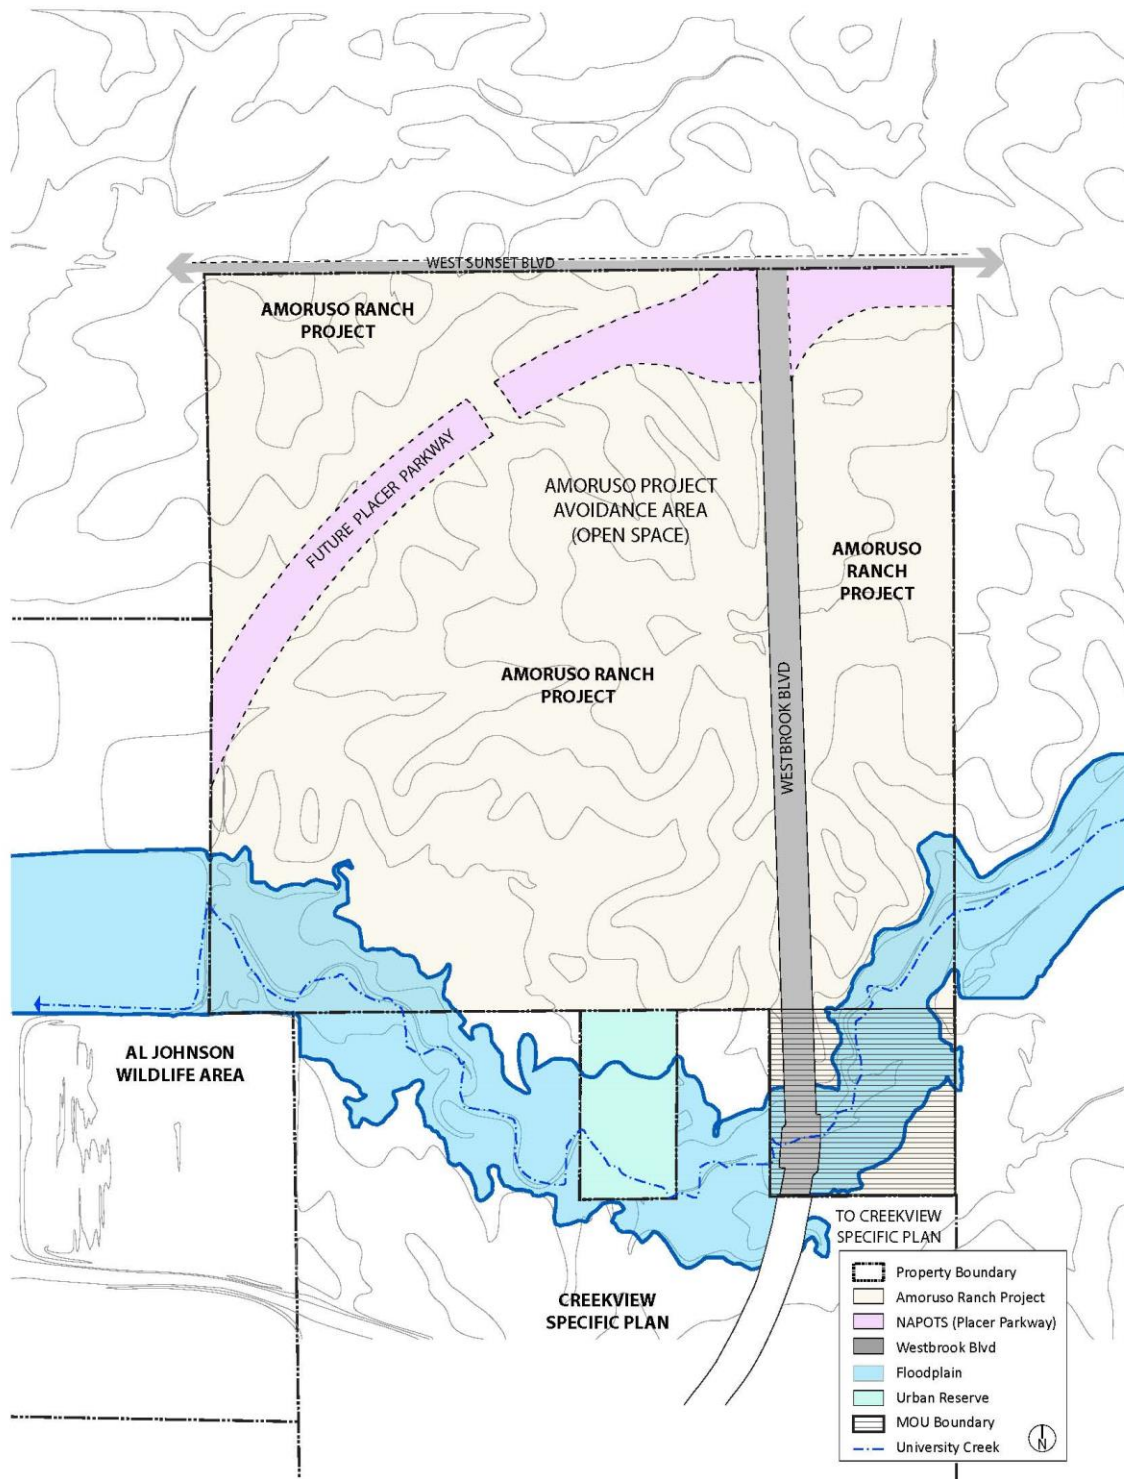 WEST SUNSET BLVD
AMORUSO RANCH
PROJECT
FUTURE PLACER PARKWAY
AMORUSO PROJECT
AVOIDANCE AREA
(OPEN SPACE)
AMORUSO
RANCH
PROJECT
AMORUSO RANCH
PROJECT
WESTBROOK BLVD
AL JOHNSON
WILDLIFE AREA
TO CREEKVIEW
SPECIFIC PLAN
CREEKVIEW
SPECIFIC PLAN
Property Boundary
Amoruso Ranch Project
NAPOTS (Placer Parkway)
Westbrook Blvd
Floodplain
Urban Reserve
MOU Boundary
University Creek
N